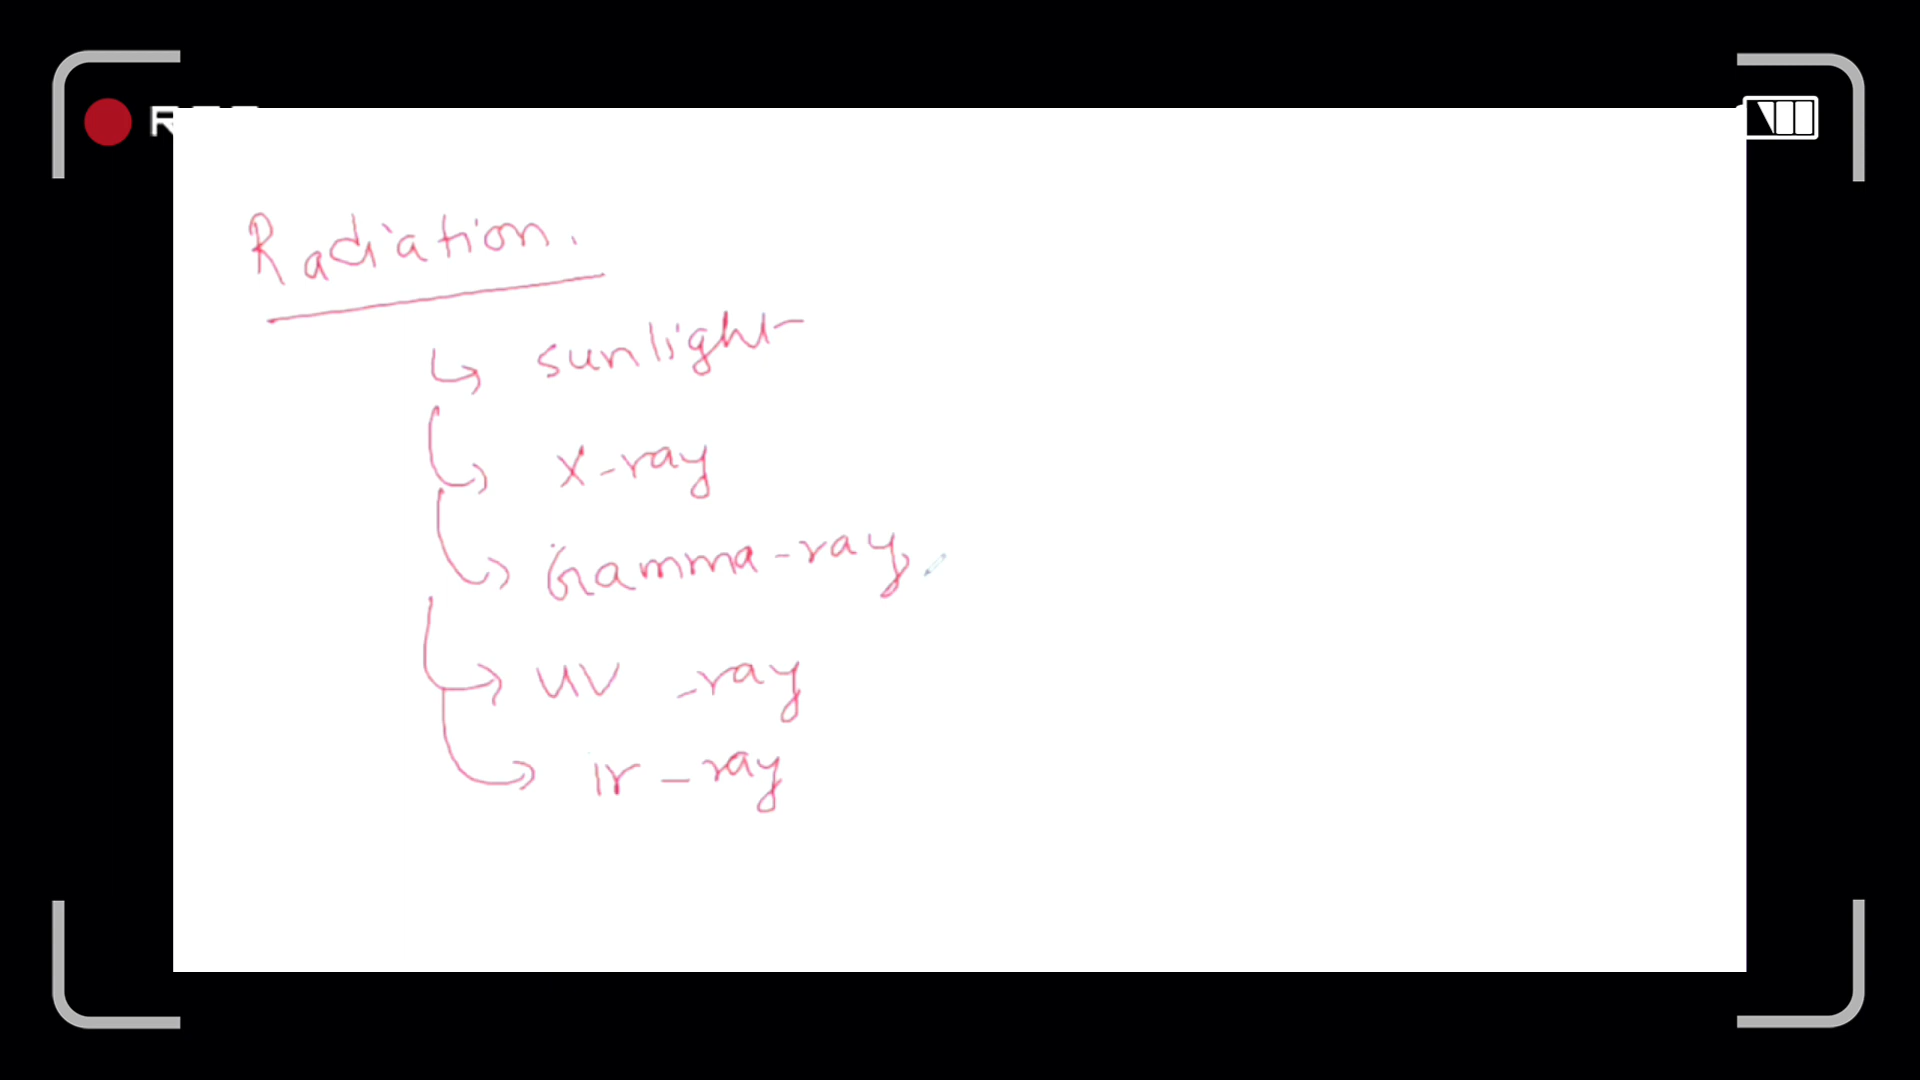 Radiation.
sunlight
X-ray
Gamma-ray,
UV -ray
ir-ray